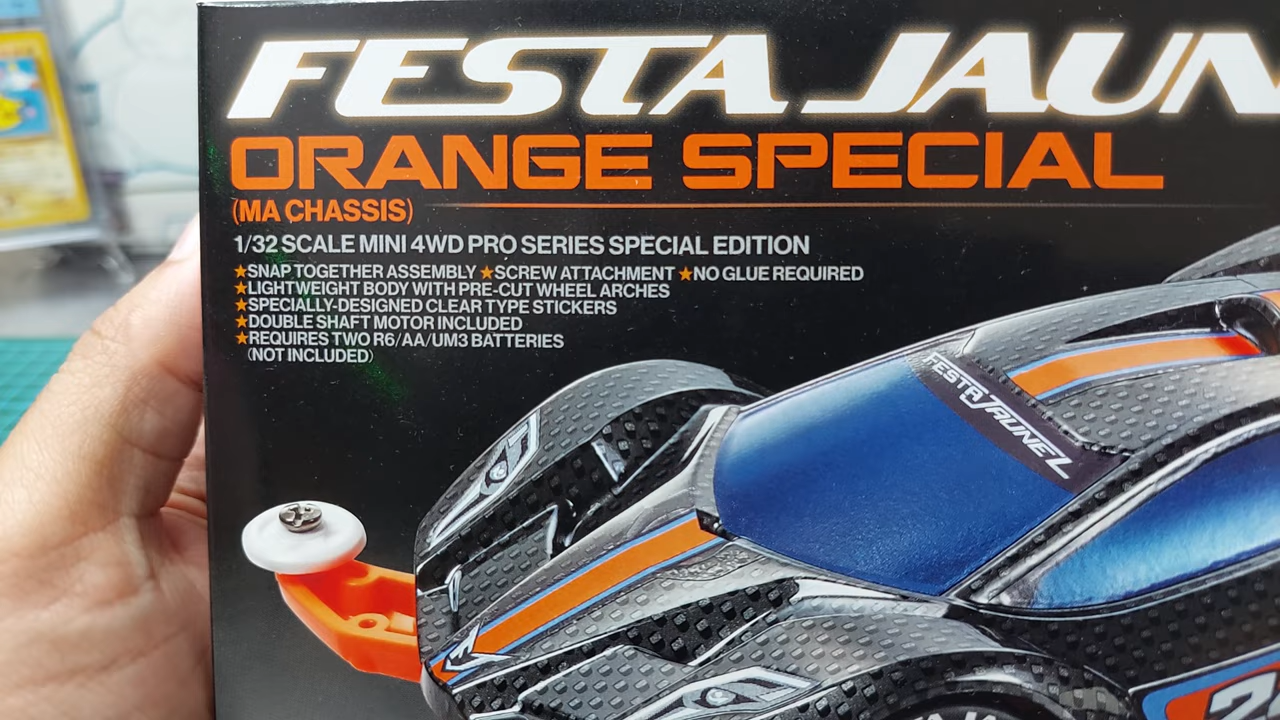 FESTA JAUN
ORANGE SPECIAL
(MA CHASSIS)
1/32 SCALE MINI 4WD PRO SERIES SPECIAL EDITION
★SNAP TOGETHER ASSEMBLY ★SCREW ATTACHMENT ★NO GLUE REQUIRED
★LIGHTWEIGHT BODY WITH PRE-CUT WHEEL ARCHES
★SPECIALLY-DESIGNED CLEAR TYPE STICKERS
★DOUBLE SHAFT MOTOR INCLUDED
★REQUIRES TWO R6/AA/UM3 BATTERIES
(NOT INCLUDED)
FESTA JAUNE L